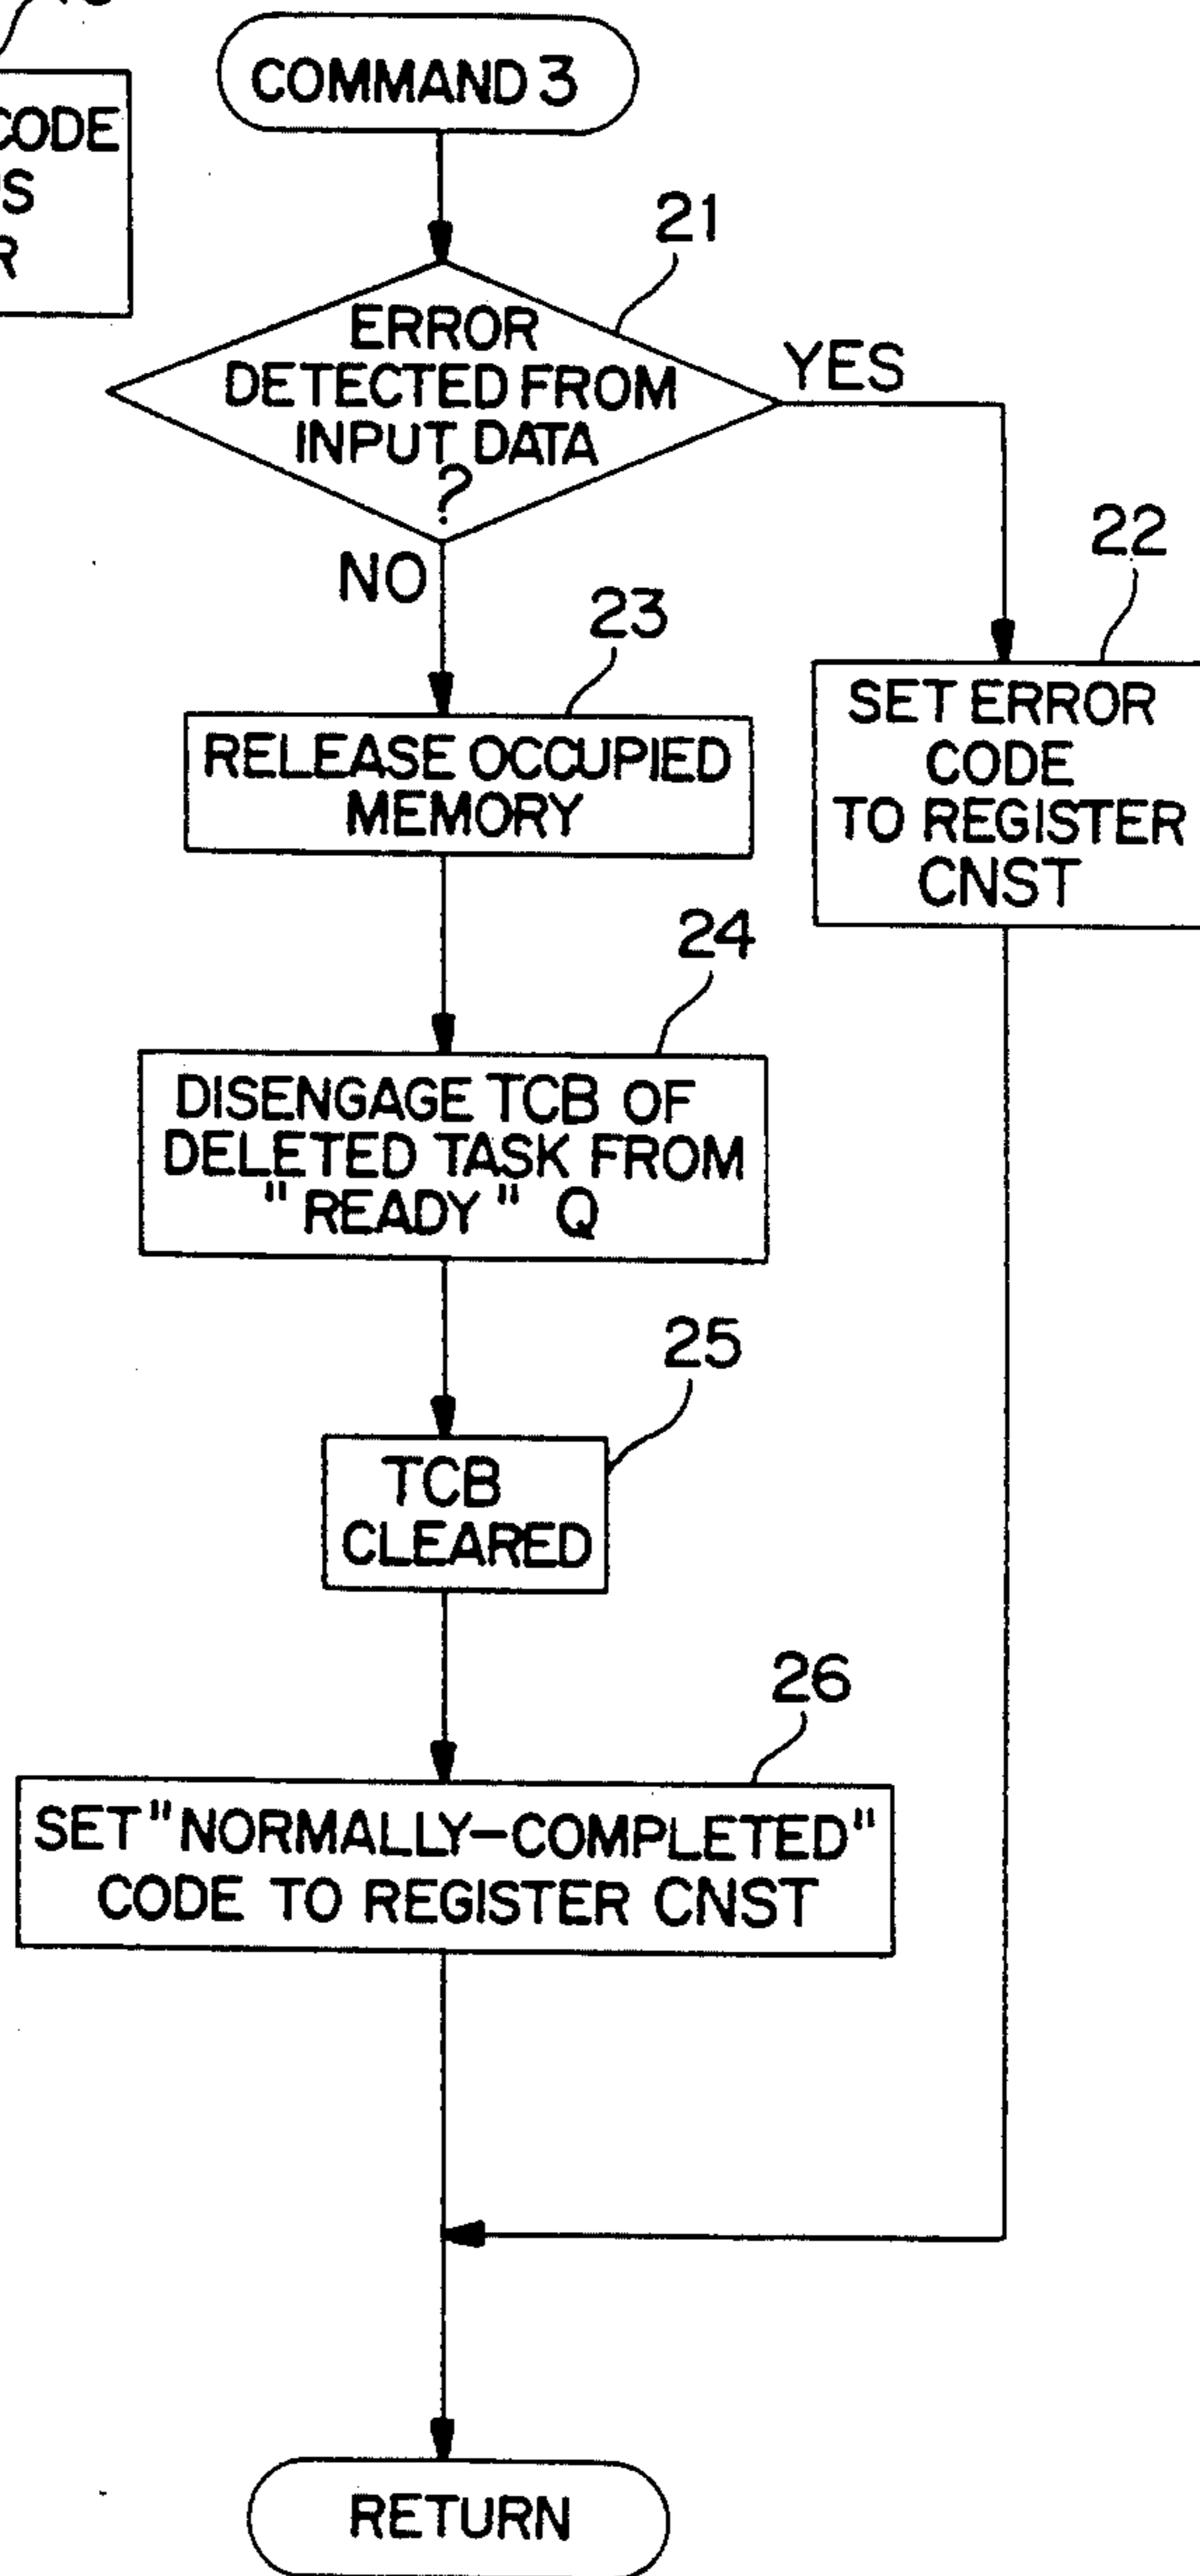 CODE
COMMAND 3
21
ERROR
DETECTED FROM
INPUT DATA
?
YES
NO
22
23
SET ERROR
CODE
TO REGISTER
CNST
RELEASE OCCUPIED
MEMORY
24
DISENGAGE TCB OF
DELETED TASK FROM
"READY" Q
25
TCB
CLEARED
26
SET "NORMALLY-COMPLETED"
CODE TO REGISTER CNST
RETURN